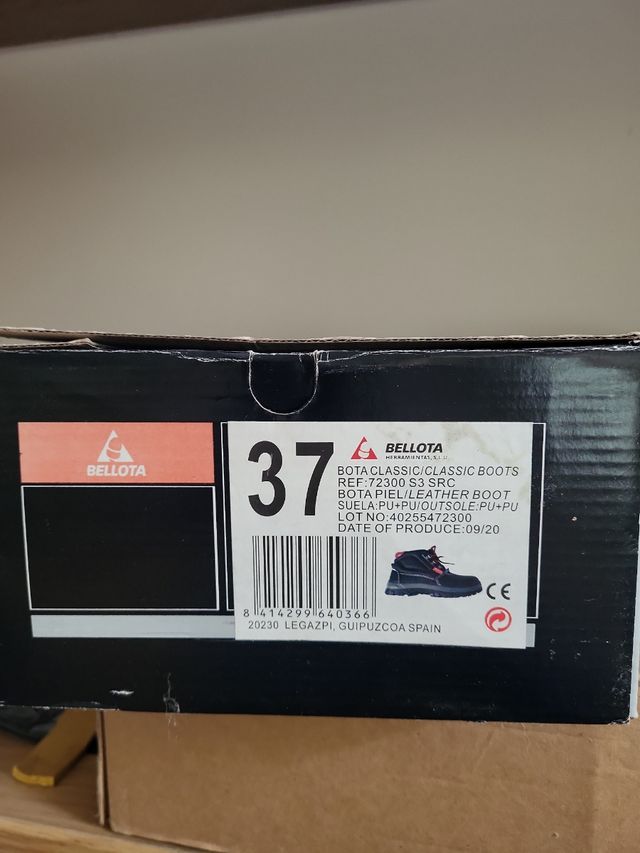 BELLOTA
37
BELLOTA
HERRAMIENTAS, S.L.U.
BOTA CLASSIC/CLASSIC BOOTS
REF:72300 S3 SRC
BOTA PIEL/LEATHER BOOT
SUELA:PU+PU/OUTSOLE:PU+PU
LOT NO:40255472300
DATE OF PRODUCE:09/20
CE
8 414299 640366
20230 LEGAZPI, GUIPUZCOA SPAIN